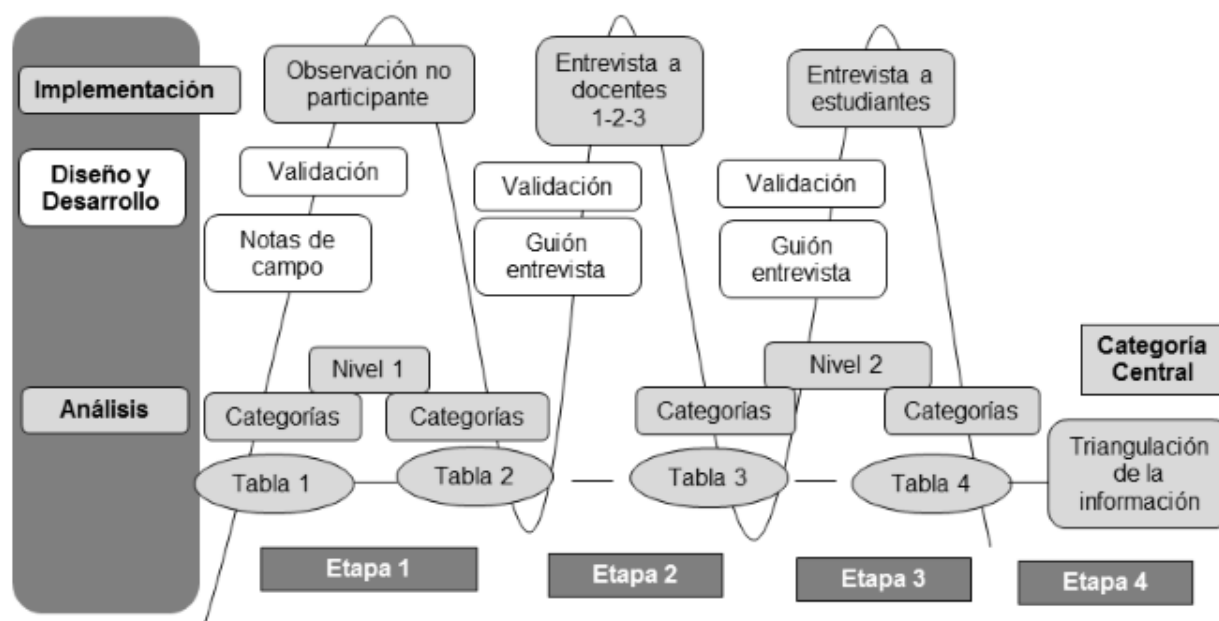 Implementación
Diseño y
Desarrollo
Análisis
Observación no
participante
Validación
Notas de
campo
Nivel 1
Categorías
Categorías
Tabla 1
Tabla 2
Entrevista a
docentes
1-2-3
Validación
Guión
entrevista
Categorías
Tabla 3
Nivel 2
Entrevista a
estudiantes
Validación
Guión
entrevista
Categorías
Tabla 4
Categoría
Central
Triangulación
de la
información
Etapa 1
Etapa 2
Etapa 3
Etapa 4